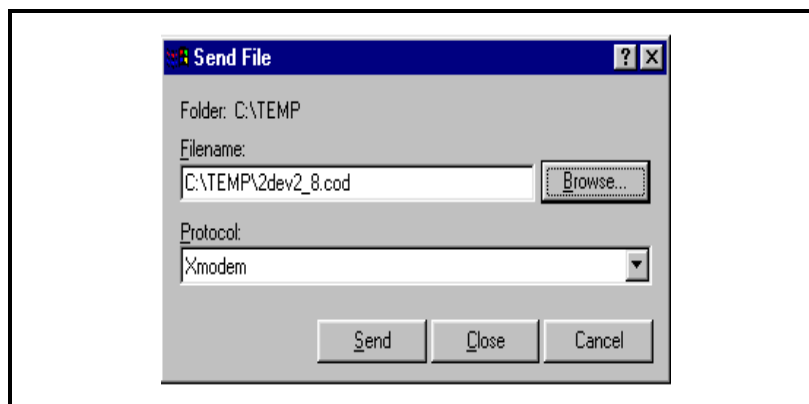 Send File
Folder: C:\TEMP
Filename:
C:\TEMP\2dev2_8.cod
Browse...
Protocol:
Xmodem
Send
Close
Cancel